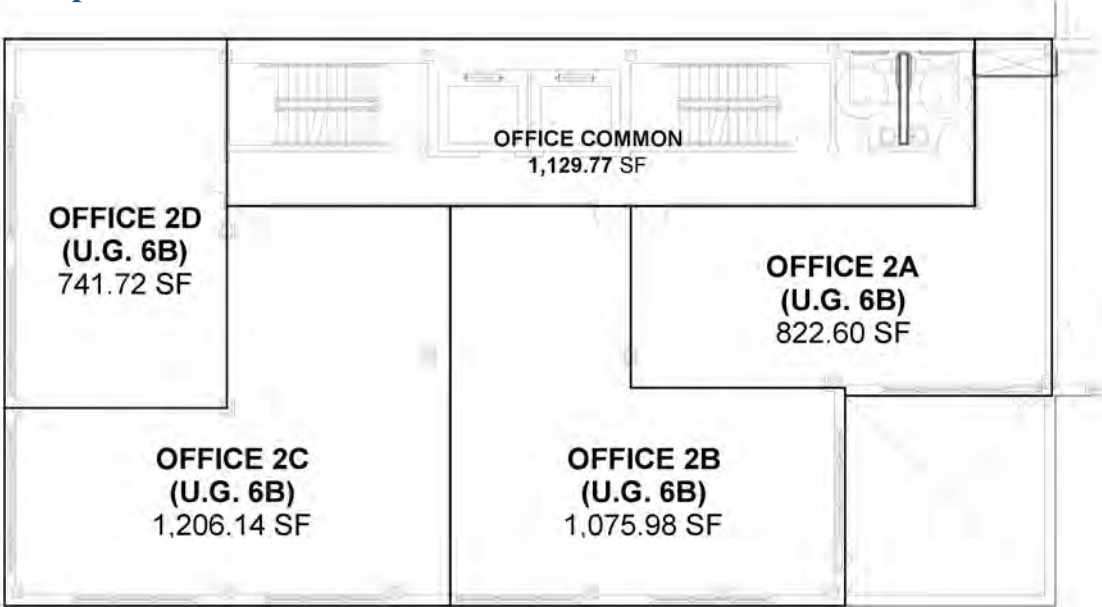 OFFICE COMMON
1,129.77 SF
OFFICE 2D
(U.G. 6B)
741.72 SF
OFFICE 2A
(U.G. 6B)
822.60 SF
OFFICE 2C
(U.G. 6B)
1,206.14 SF
OFFICE 2B
(U.G. 6B)
1,075.98 SF